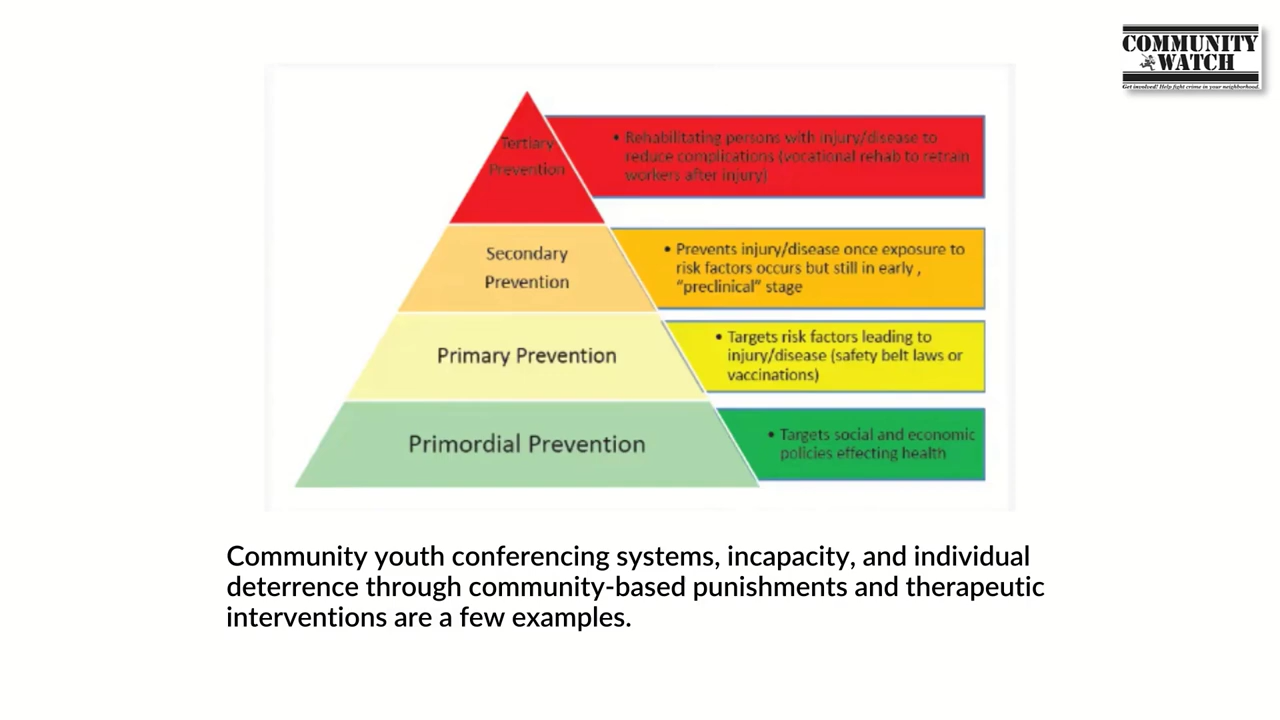 COMMUNITY
WATCH
Get involved! Help fight crime in your neighborhood.
Tertiary
Prevention
• Rehabilitating persons with injury/disease to
reduce complications (vocational rehab to retrain
workers after injury)
Secondary
Prevention
• Prevents injury/disease once exposure to
risk factors occurs but still in early ,
“preclinical” stage
Primary Prevention
• Targets risk factors leading to
injury/disease (safety belt laws or
vaccinations)
Primordial Prevention
• Targets social and economic
policies effecting health
Community youth conferencing systems, incapacity, and individual
deterrence through community-based punishments and therapeutic
interventions are a few examples.